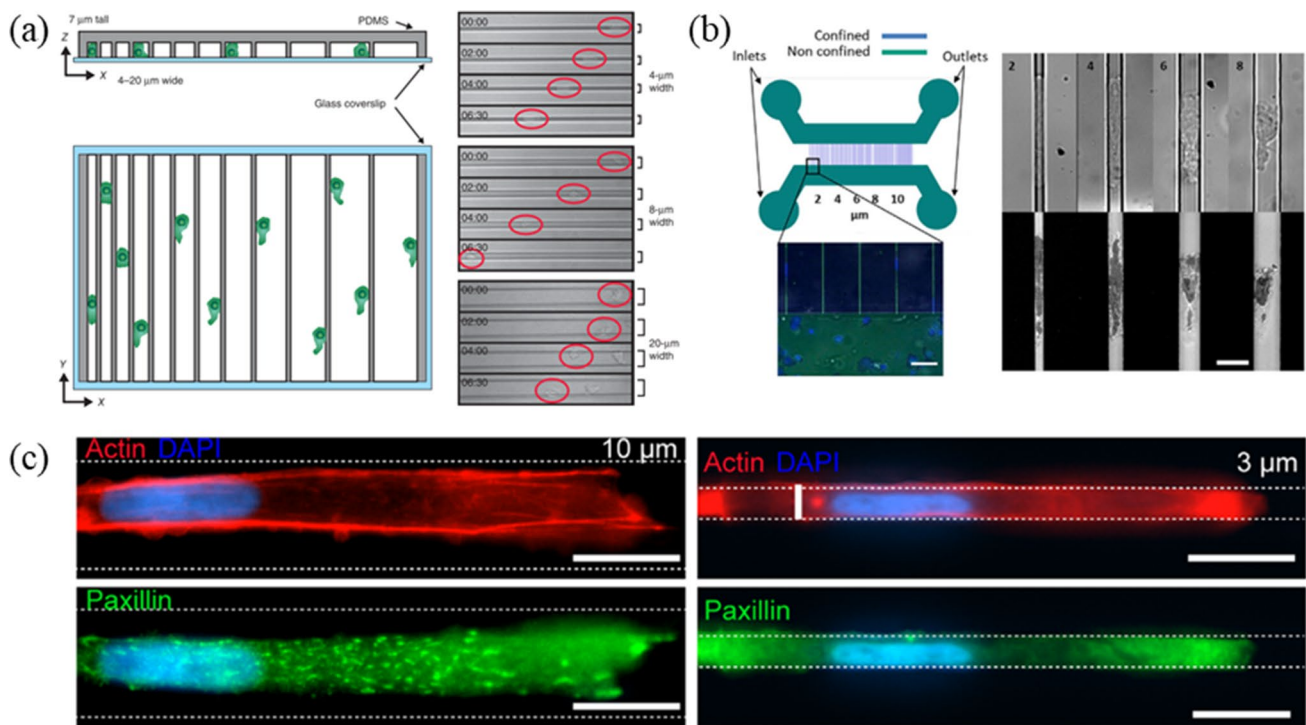 (a)
7 μm tall
PDMS
Z
X
4–20 μm wide
Glass coverslip
Y
X
00:00
02:00
04:00
06:30
4-μm
width
00:00
02:00
04:00
06:30
8-μm
width
00:00
02:00
04:00
06:30
20-μm
width
(b)
Confined
Non confined
Inlets
Outlets
2 4 6 8 10
μm
2 4 6 8
(c)
Actin DAPI
10 μm
Actin DAPI
3 μm
Paxillin
Paxillin